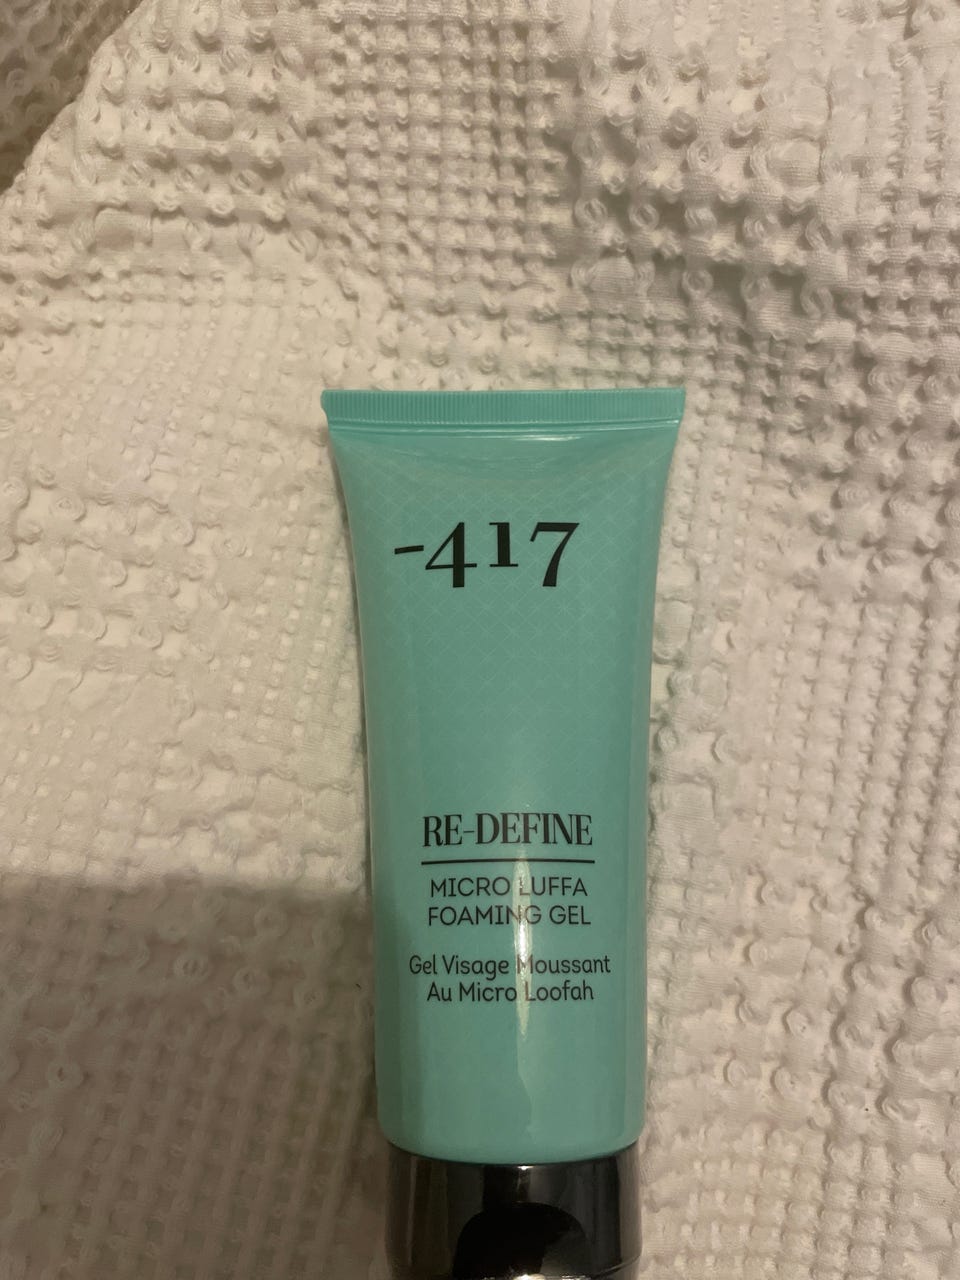 -417
RE-DEFINE
MICRO LUFFA
FOAMING GEL
Gel Visage Moussant
Au Micro Loofah